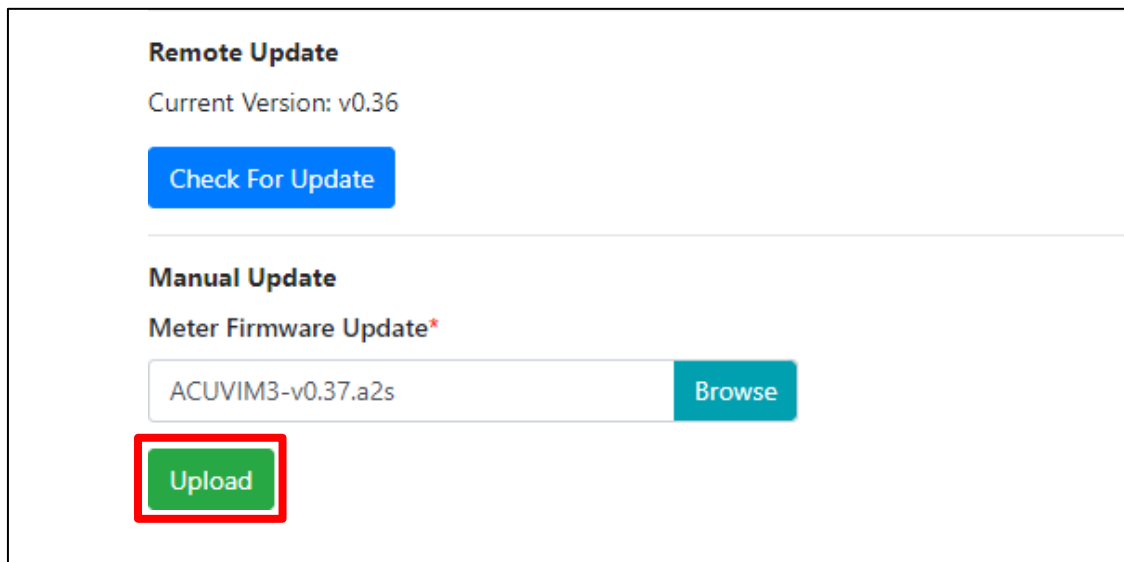 Remote Update
Current Version: v0.36
Check For Update
Manual Update
Meter Firmware Update*
ACUVIM3-v0.37.a2s
Browse
Upload